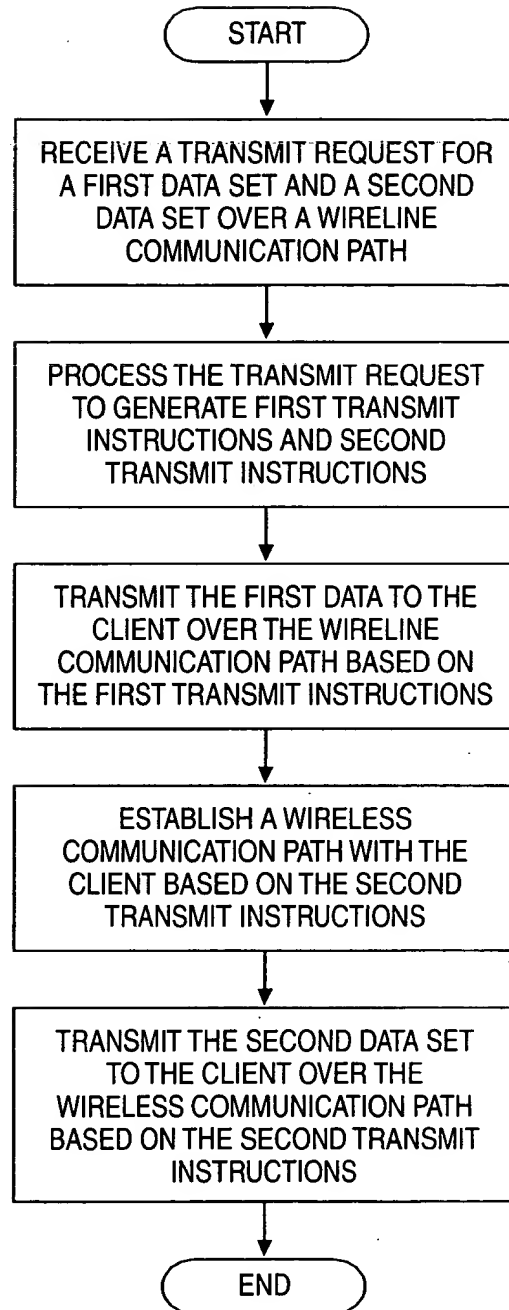 START
RECEIVE A TRANSMIT REQUEST FOR
A FIRST DATA SET AND A SECOND
DATA SET OVER A WIRELINE
COMMUNICATION PATH
PROCESS THE TRANSMIT REQUEST
TO GENERATE FIRST TRANSMIT
INSTRUCTIONS AND SECOND
TRANSMIT INSTRUCTIONS
TRANSMIT THE FIRST DATA TO THE
CLIENT OVER THE WIRELINE
COMMUNICATION PATH BASED ON
THE FIRST TRANSMIT INSTRUCTIONS
ESTABLISH A WIRELESS
COMMUNICATION PATH WITH THE
CLIENT BASED ON THE SECOND
TRANSMIT INSTRUCTIONS
TRANSMIT THE SECOND DATA SET
TO THE CLIENT OVER THE
WIRELESS COMMUNICATION PATH
BASED ON THE SECOND TRANSMIT
INSTRUCTIONS
END